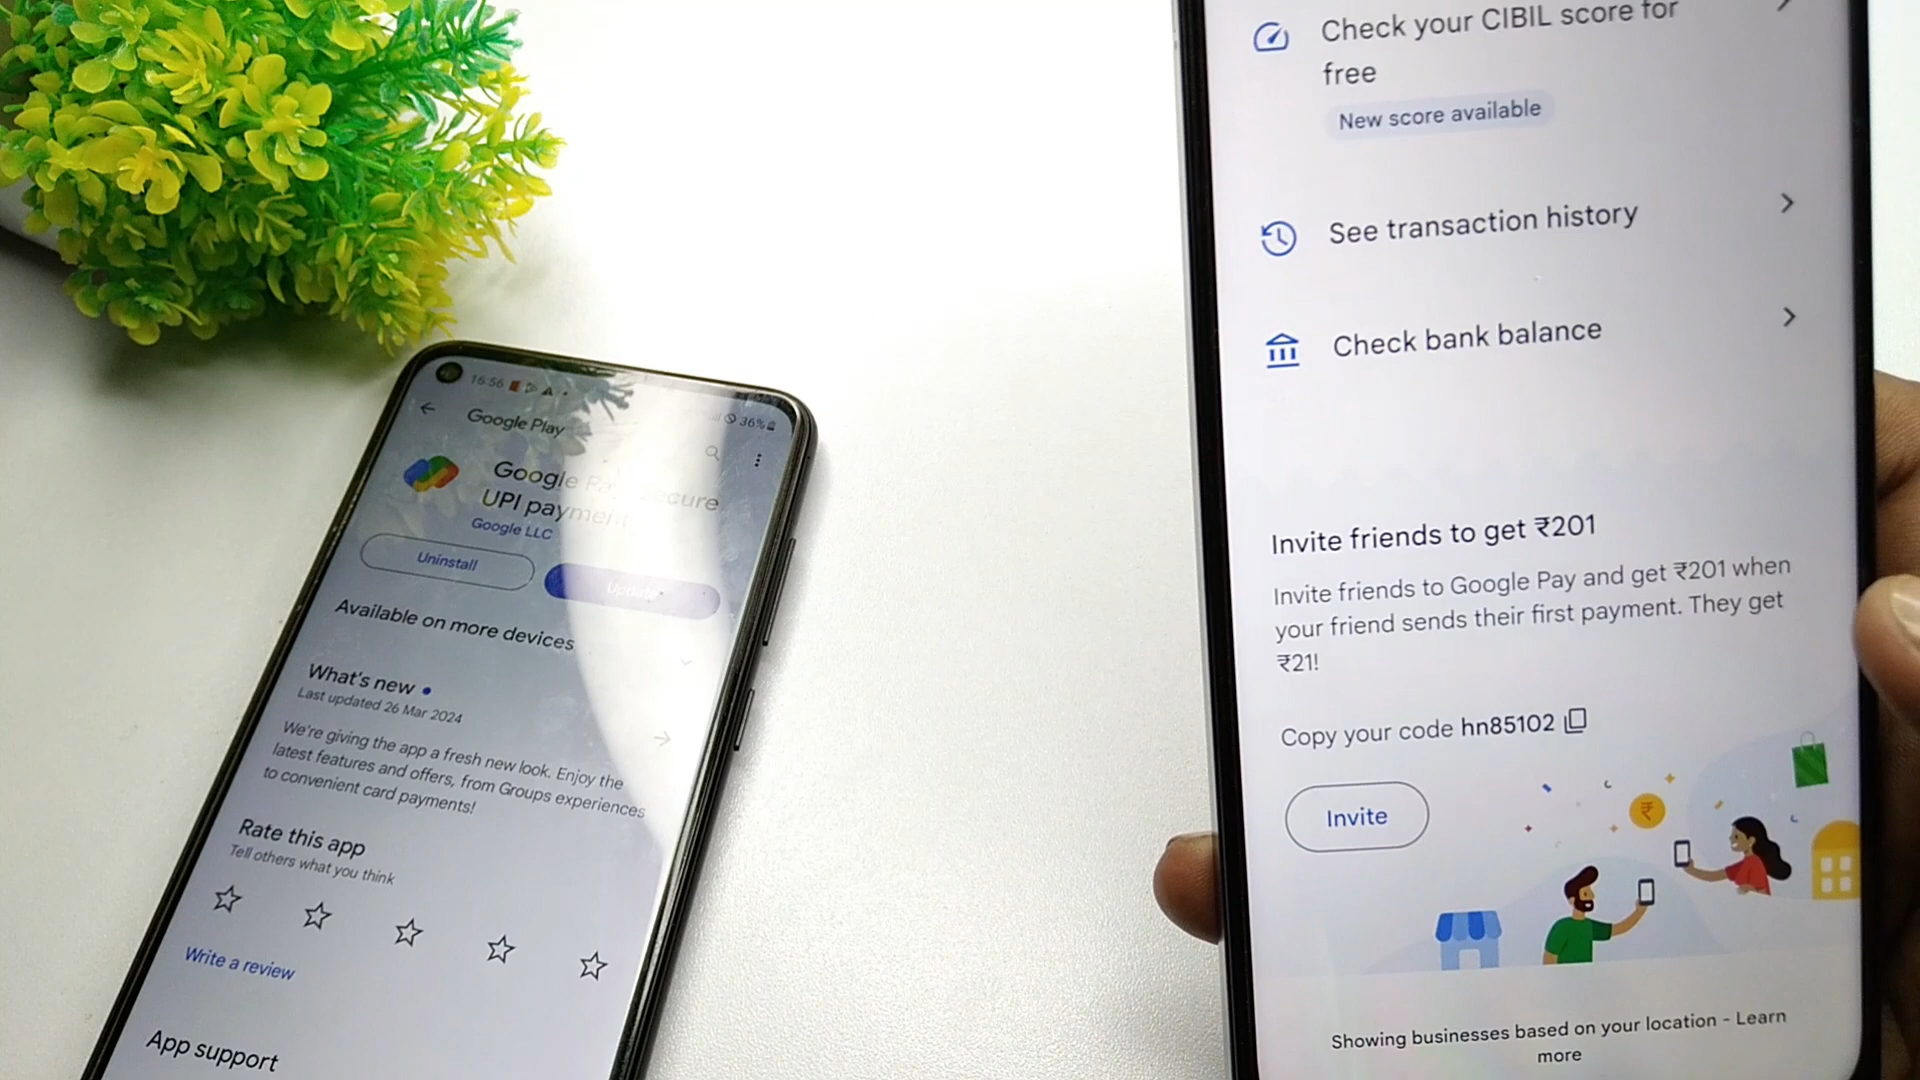 16:56
36%
Google Play
Google Pay: Secure
UPI payment
Google LLC
Uninstall
Update
Available on more devices
What's new
Last updated 26 Mar 2024
We're giving the app a fresh new look. Enjoy the
latest features and offers, from Groups experiences
to convenient card payments!
Rate this app
Tell others what you think
Write a review
App support
Check your CIBIL score for
free
New score available
See transaction history
Check bank balance
Invite friends to get ₹201
Invite friends to Google Pay and get ₹201 when
your friend sends their first payment. They get
₹21!
Copy your code hn85102
Invite
₹
Showing businesses based on your location - Learn
more